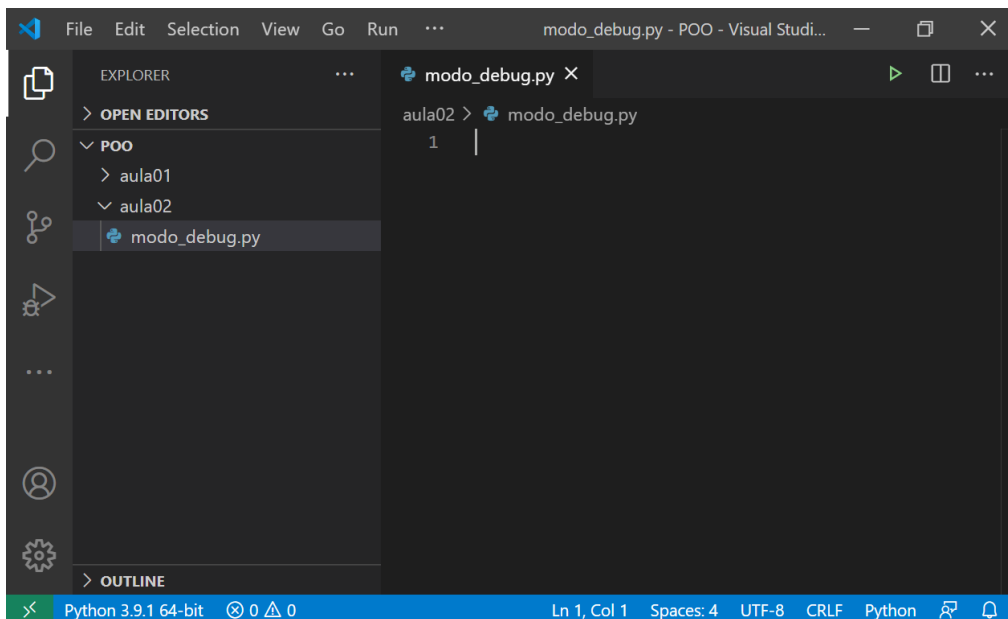 File Edit Selection View Go Run ··· modo_debug.py - POO - Visual Studi...
EXPLORER ··· modo_debug.py
OPEN EDITORS
aula02 > modo_debug.py
1
POO
aula01
aula02
modo_debug.py
OUTLINE
Python 3.9.1 64-bit 0 0 Ln 1, Col 1 Spaces: 4 UTF-8 CRLF Python